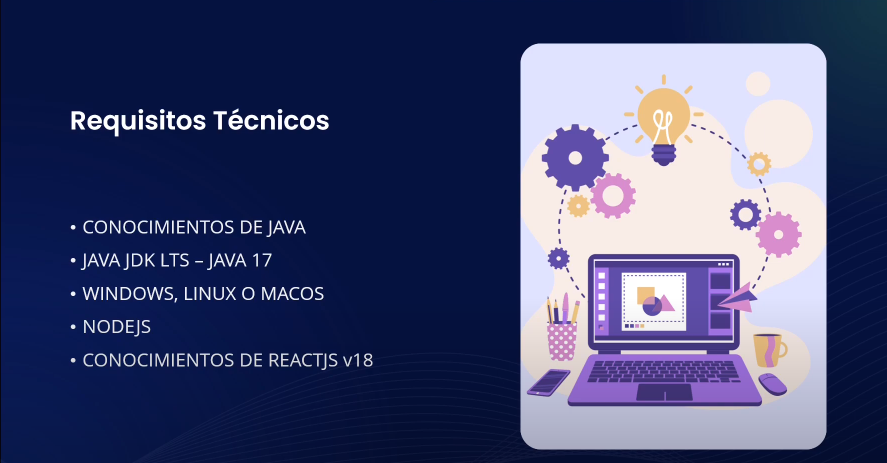 Requisitos Técnicos
• CONOCIMIENTOS DE JAVA
• JAVA JDK LTS – JAVA 17
• WINDOWS, LINUX O MACOS
• NODEJS
• CONOCIMIENTOS DE REACTJS v18